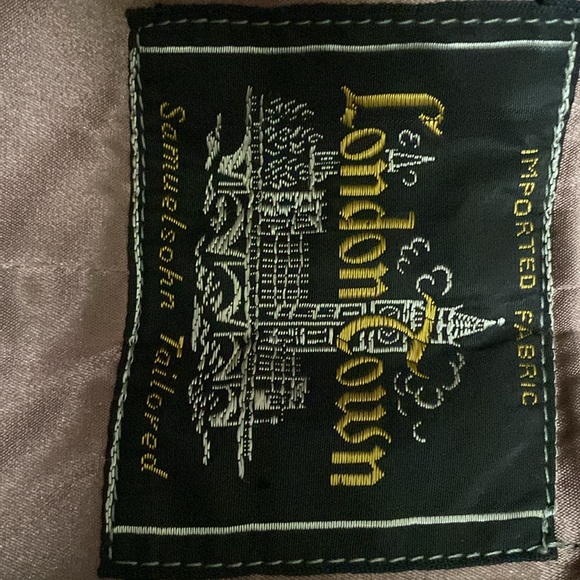 IMPORTED FABRIC
London Town
Samuelsohn Tailored